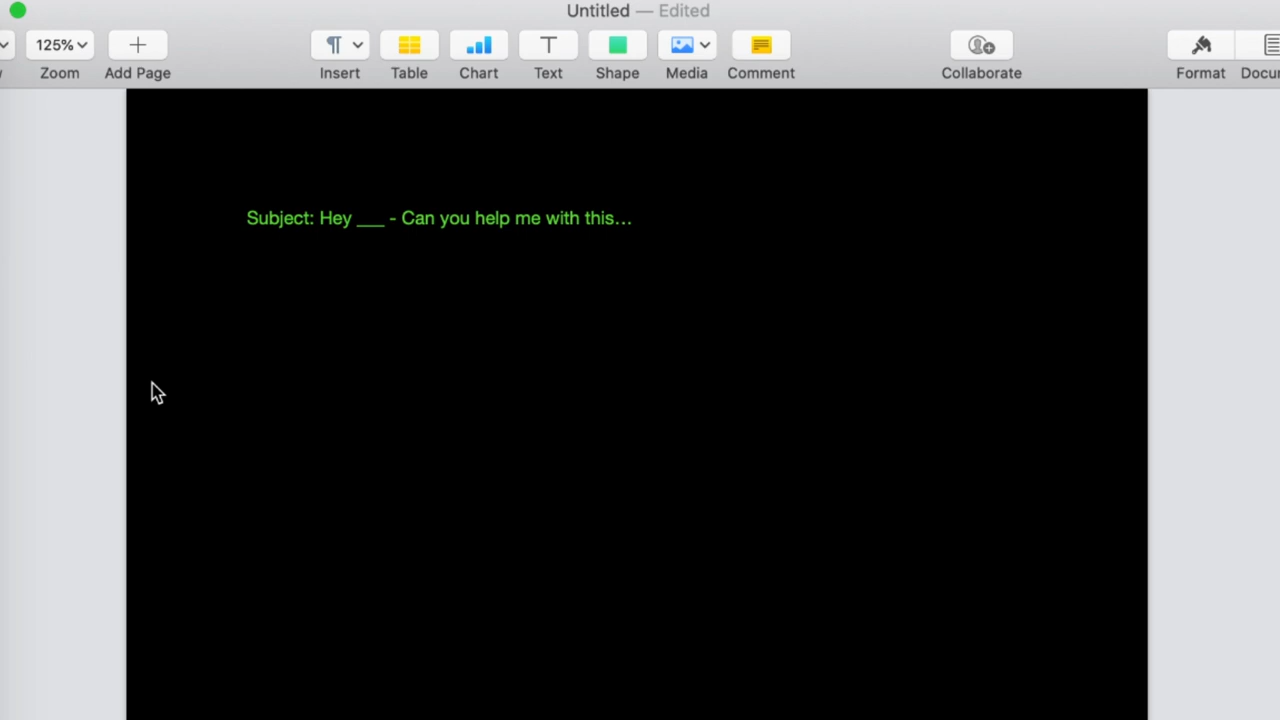 Untitled — Edited
125%
Zoom
Add Page
Insert
Table
Chart
Text
Shape
Media
Comment
Collaborate
Format
Subject: Hey ___ - Can you help me with this…